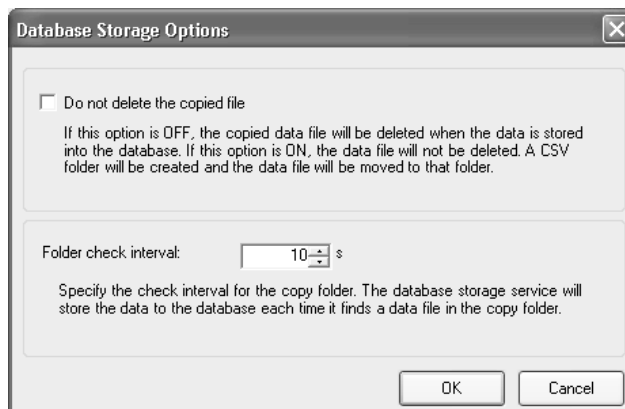 Database Storage Options
Do not delete the copied file
If this option is OFF, the copied data file will be deleted when the data is stored
into the database. If this option is ON, the data file will not be deleted. A CSV
folder will be created and the data file will be moved to that folder.
Folder check interval: 10 s
Specify the check interval for the copy folder. The database storage service will
store the data to the database each time it finds a data file in the copy folder.
OK Cancel